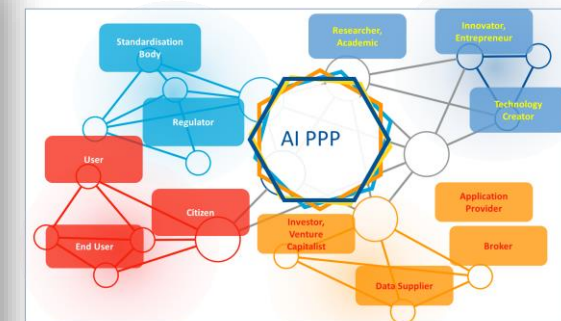 Standardisation
Body
Researcher,
Academic
Innovator,
Entrepreneur
Regulator
Technology
Creator
AI PPP
User
Citizen
End User
Investor,
Venture
Capitalist
Application
Provider
Broker
Data Supplier